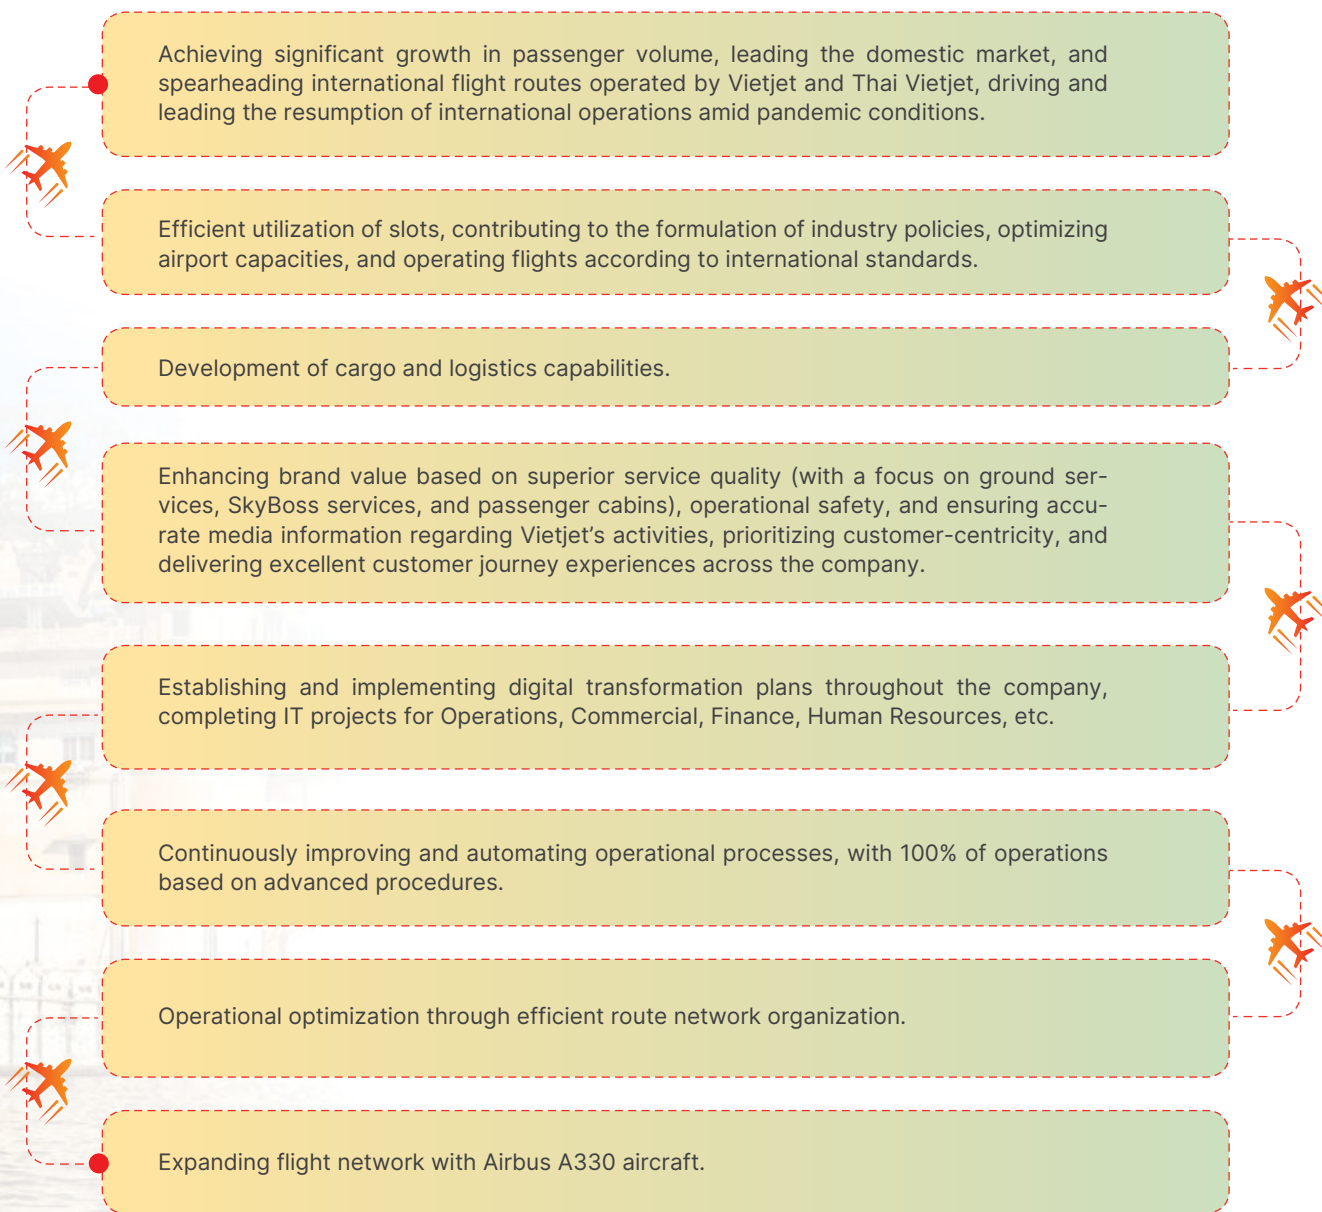 Achieving significant growth in passenger volume, leading the domestic market, and
spearheading international flight routes operated by Vietjet and Thai Vietjet, driving and
leading the resumption of international operations amid pandemic conditions.
Efficient utilization of slots, contributing to the formulation of industry policies, optimizing
airport capacities, and operating flights according to international standards.
Development of cargo and logistics capabilities.
Enhancing brand value based on superior service quality (with a focus on ground ser-
vices, SkyBoss services, and passenger cabins), operational safety, and ensuring accu-
rate media information regarding Vietjet’s activities, prioritizing customer-centricity, and
delivering excellent customer journey experiences across the company.
Establishing and implementing digital transformation plans throughout the company,
completing IT projects for Operations, Commercial, Finance, Human Resources, etc.
Continuously improving and automating operational processes, with 100% of operations
based on advanced procedures.
Operational optimization through efficient route network organization.
Expanding flight network with Airbus A330 aircraft.